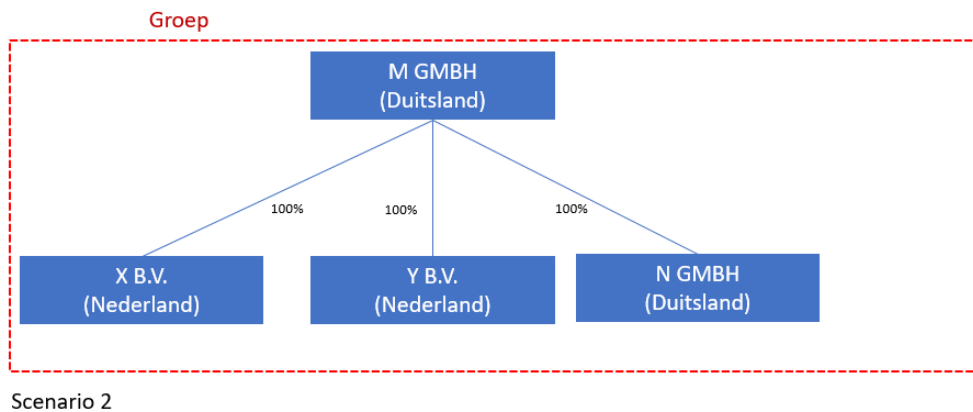 Groep
M GMBH
(Duitsland)
100%
100%
100%
X B.V.
(Nederland)
Y B.V.
(Nederland)
N GMBH
(Duitsland)
Scenario 2